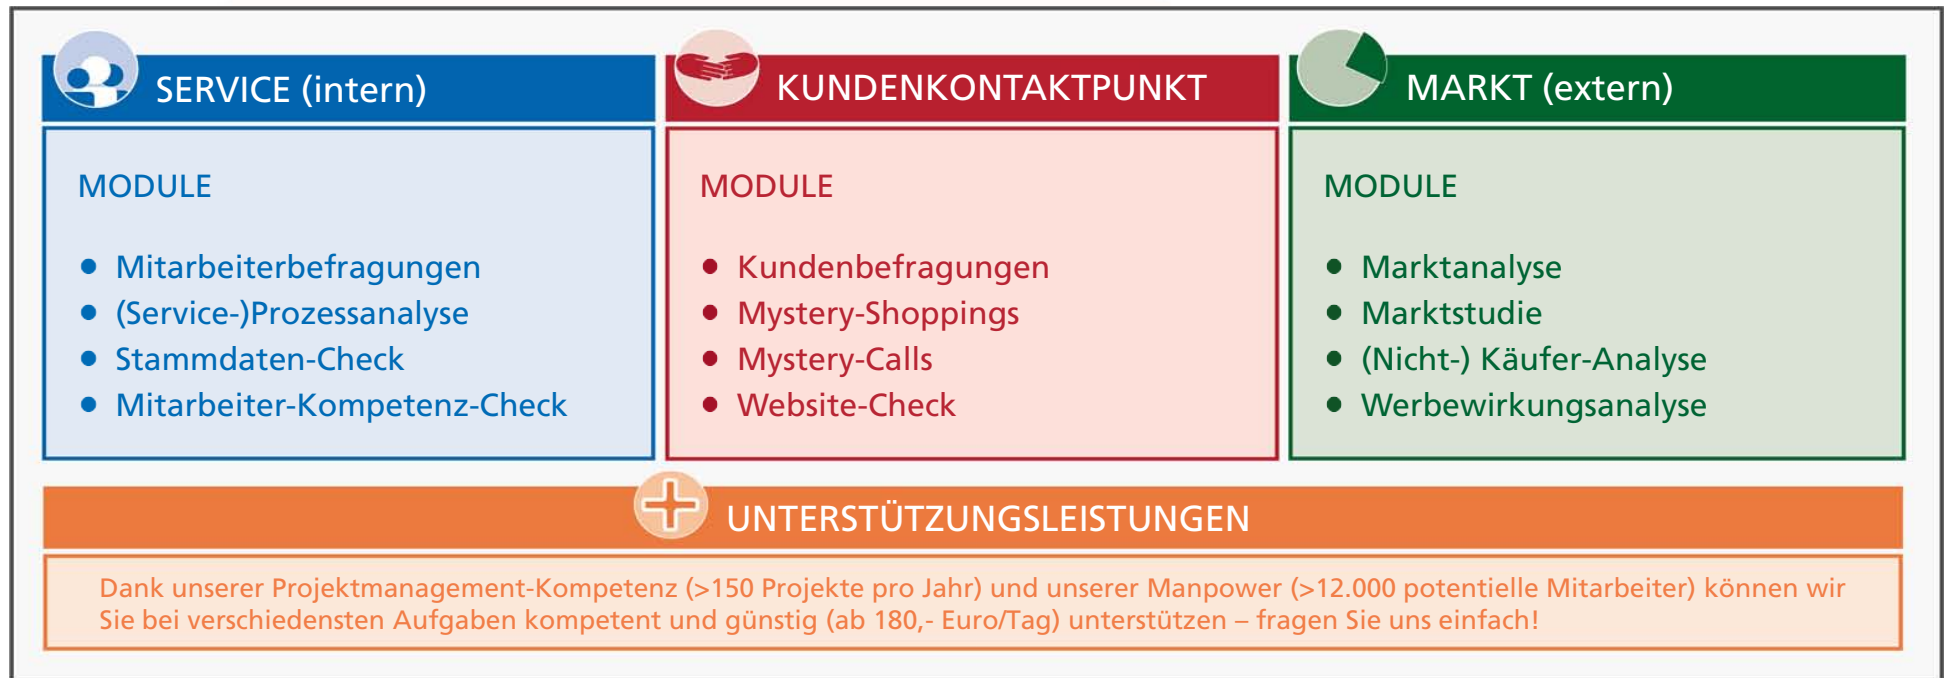 SERVICE (intern)
MODULE
• Mitarbeiterbefragungen
• (Service-)Prozessanalyse
• Stammdaten-Check
• Mitarbeiter-Kompetenz-Check
KUNDENKONTAKTPUNKT
MODULE
• Kundenbefragungen
• Mystery-Shoppings
• Mystery-Calls
• Website-Check
MARKT (extern)
MODULE
• Marktanalyse
• Marktstudie
• (Nicht-) Käufer-Analyse
• Werbewirkungsanalyse
UNTERSTÜTZUNGSLEISTUNGEN
Dank unserer Projektmanagement-Kompetenz (>150 Projekte pro Jahr) und unserer Manpower (>12.000 potentielle Mitarbeiter) können wir
Sie bei verschiedensten Aufgaben kompetent und günstig (ab 180,- Euro/Tag) unterstützen – fragen Sie uns einfach!